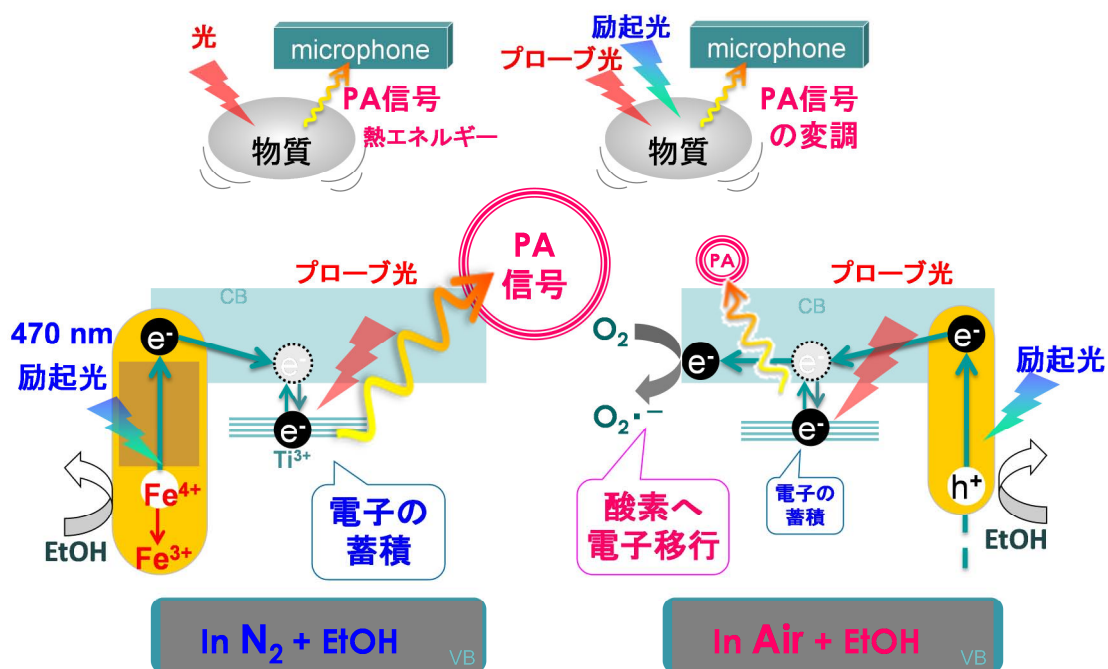 光
microphone
PA信号
熱エネルギー
物質
励起光
プローブ光
microphone
PA信号
の変調
物質
PA
信号
プローブ光
CB
470 nm
励起光
e-
e-
e-
Ti3+
Fe4+
Fe3+
EtOH
電子の
蓄積
In N2 + EtOH
VB
PA
プローブ光
CB
O2
e-
e-
e-
励起光
O2・−
e-
h+
電子の
蓄積
酸素へ
電子移行
EtOH
In Air + EtOH
VB